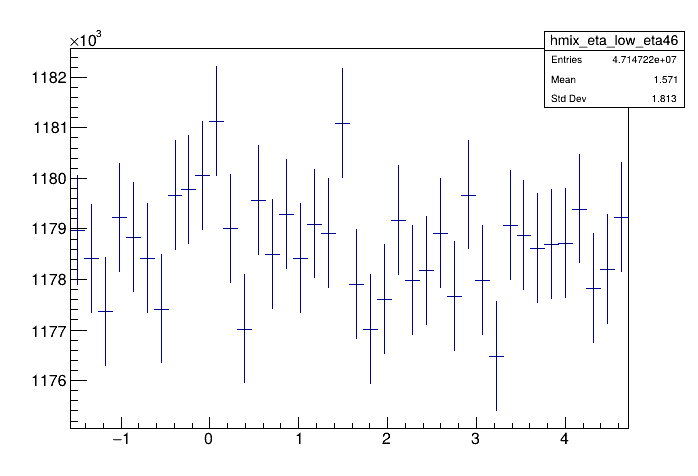 ×10³
hmix_eta_low_eta46
Entries 4.714722e+07
Mean 1.571
Std Dev 1.813
1182
1181
1180
1179
1178
1177
1176
−1 0 1 2 3 4